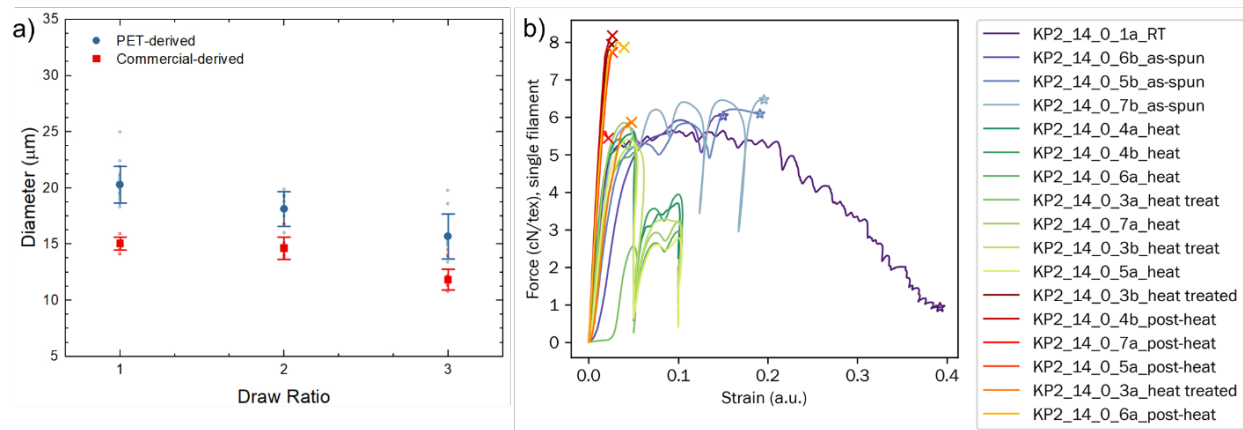 a)
PET-derived
Commercial-derived
35
30
25
20
15
10
5
Diameter (μm)
1 2 3
Draw Ratio
b)
8
7
6
5
4
3
2
1
0
Force (cN/tex), single filament
0.0 0.1 0.2 0.3 0.4
Strain (a.u.)
KP2_14_0_1a_RT
KP2_14_0_6b_as-spun
KP2_14_0_5b_as-spun
KP2_14_0_7b_as-spun
KP2_14_0_4a_heat
KP2_14_0_4b_heat
KP2_14_0_6a_heat
KP2_14_0_3a_heat treat
KP2_14_0_7a_heat
KP2_14_0_3b_heat treat
KP2_14_0_5a_heat
KP2_14_0_3b_heat treated
KP2_14_0_4b_post-heat
KP2_14_0_7a_post-heat
KP2_14_0_5a_post-heat
KP2_14_0_3a_heat treated
KP2_14_0_6a_post-heat